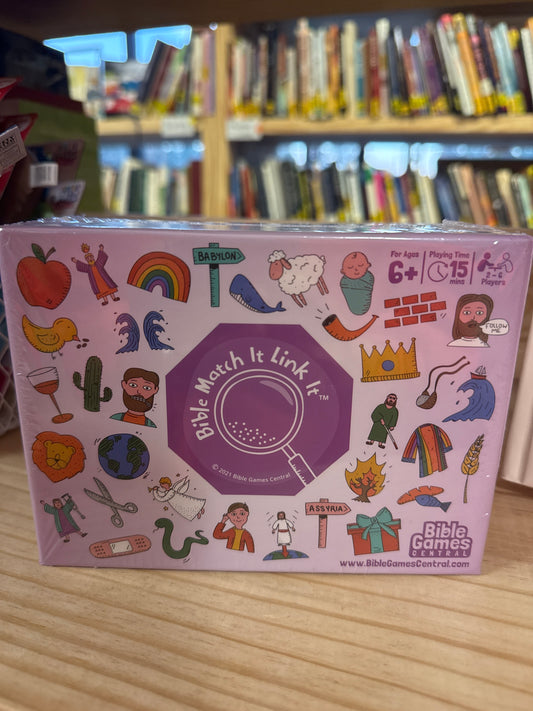 BABYLON
For Ages
6+
Playing Time
15
mins
2 - 6
Players
FOLLOW
ME
Bible Match It Link It™
© 2021 Bible Games Central
ASSYRIA
Bible
Games
CENTRAL
www.BibleGamesCentral.com